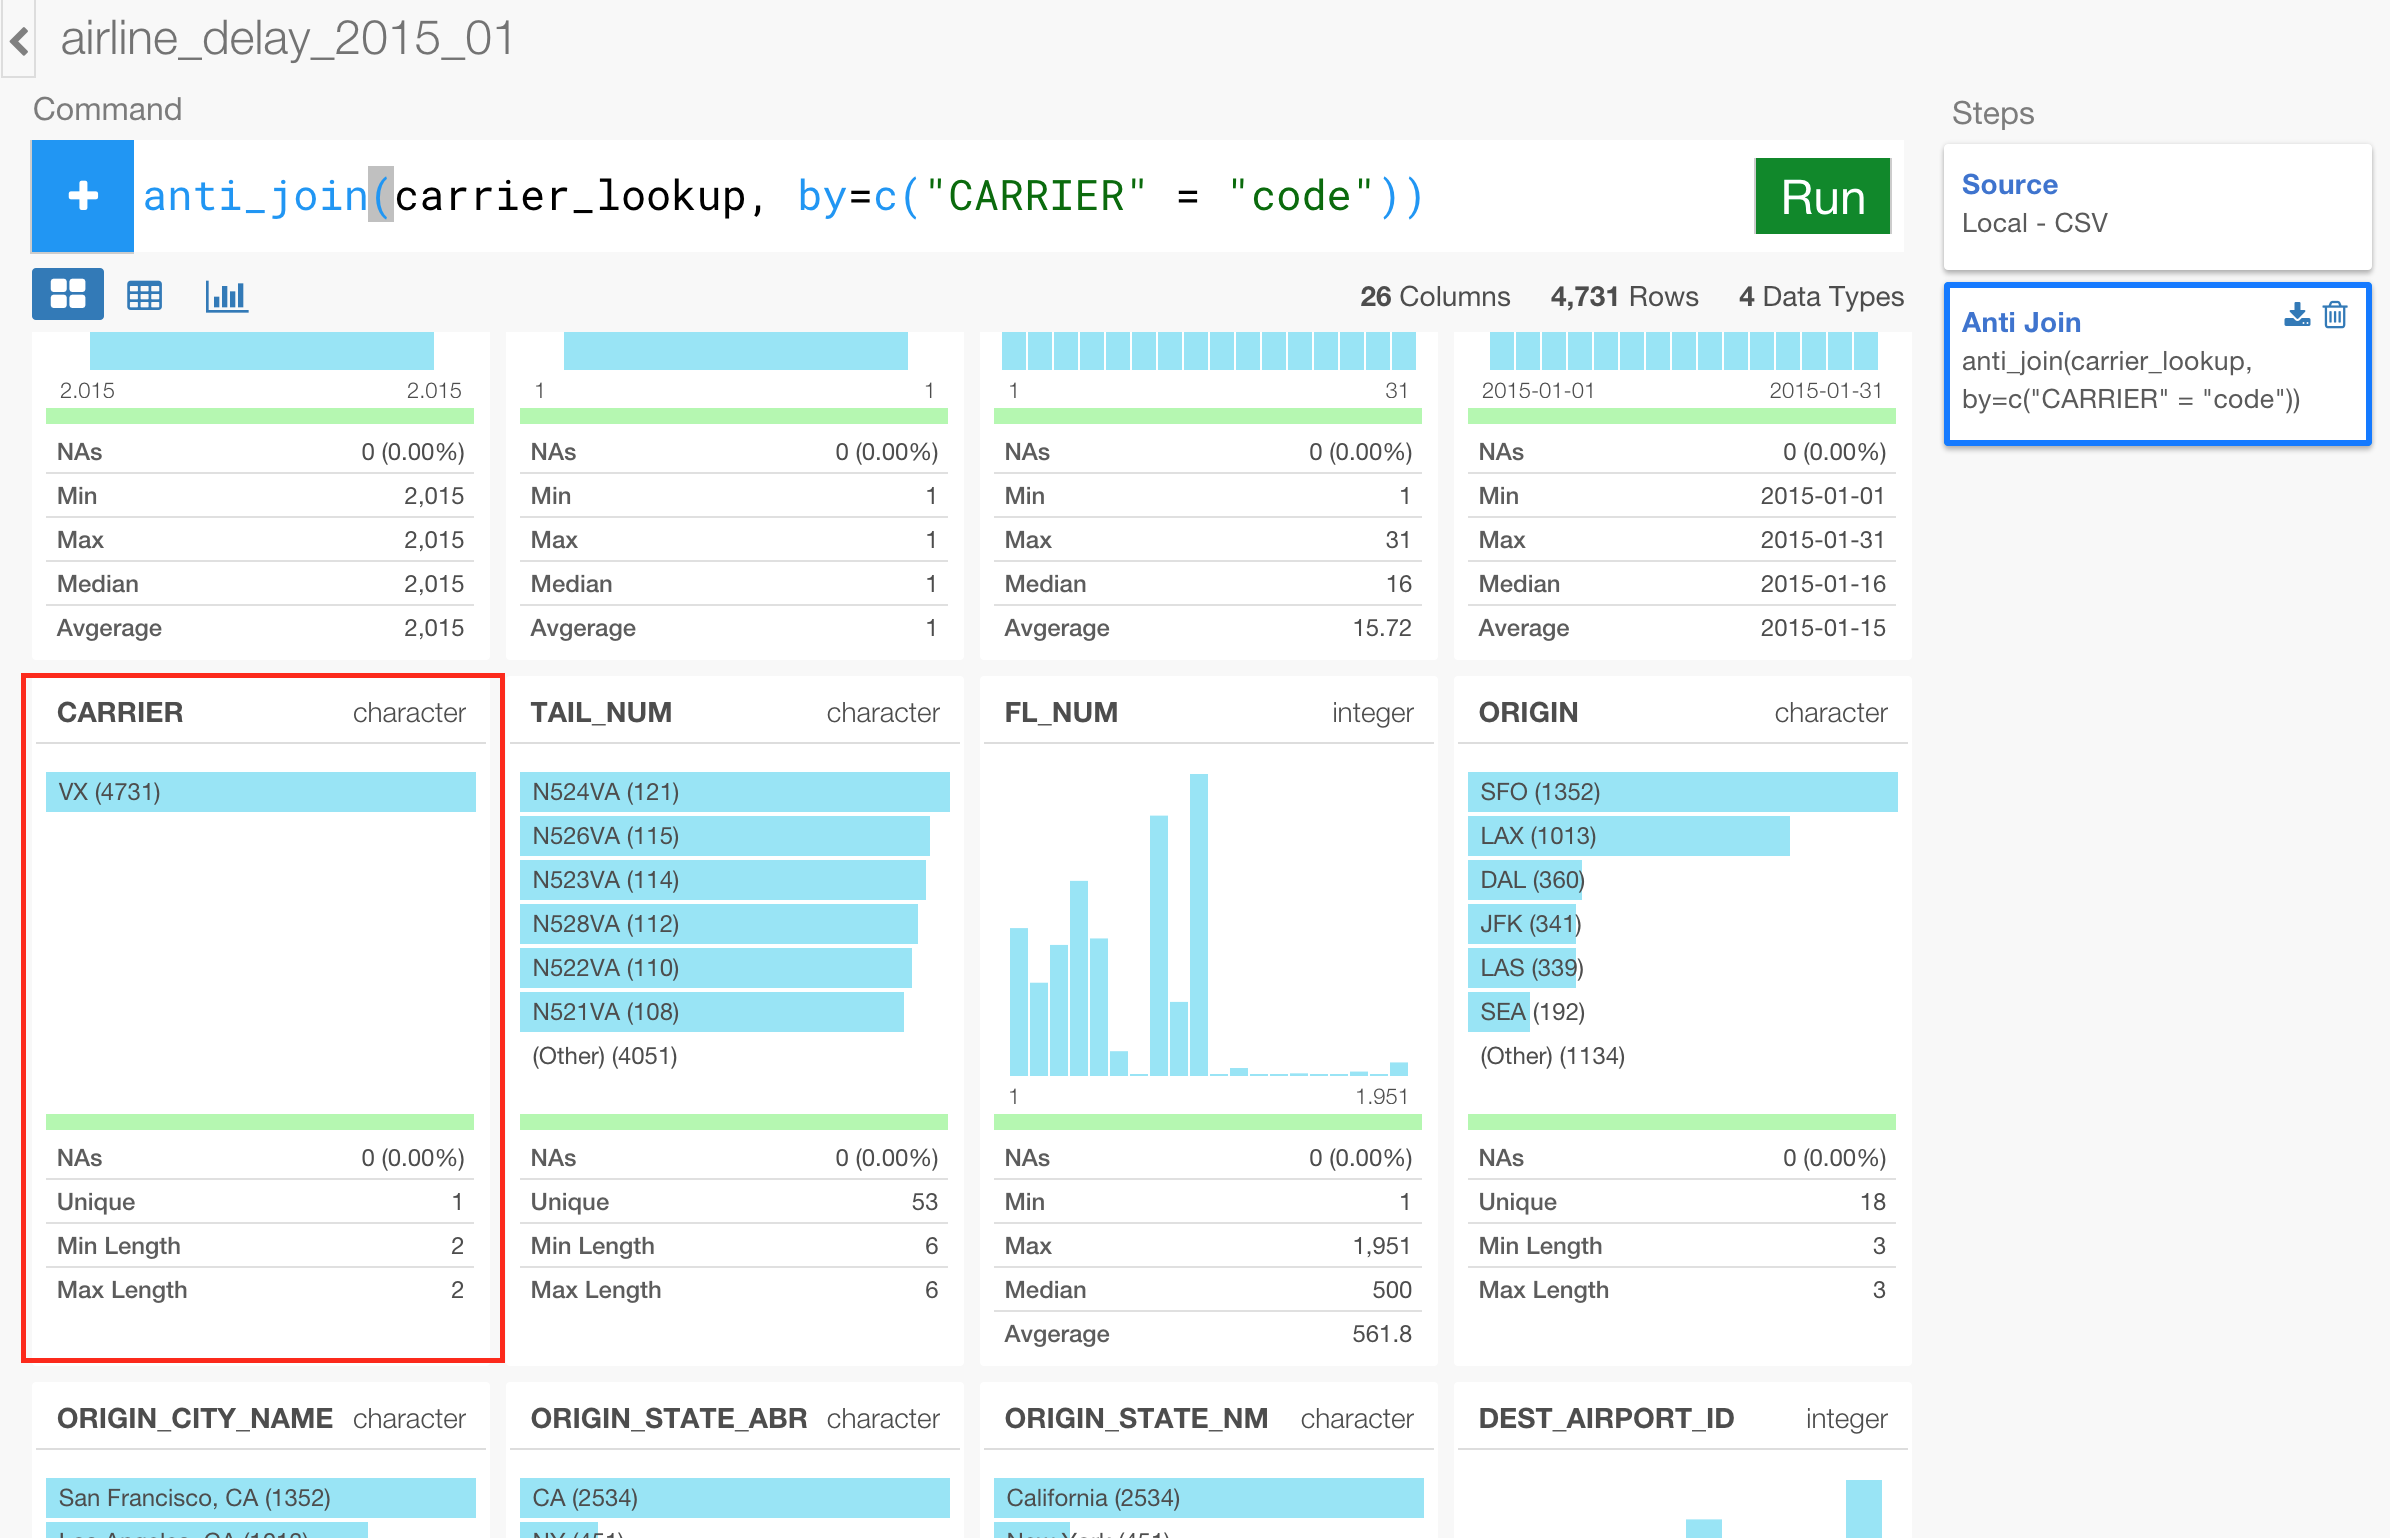 airline_delay_2015_01
Command
Steps
+ anti_join(carrier_lookup, by=c("CARRIER" = "code"))
Run
Source
Local - CSV
26 Columns 4,731 Rows 4 Data Types
Anti Join
anti_join(carrier_lookup,
by=c("CARRIER" = "code"))
2.015 2.015
NAs 0 (0.00%)
Min 2,015
Max 2,015
Median 2,015
Avgerage 2,015
1 1
NAs 0 (0.00%)
Min 1
Max 1
Median 1
Avgerage 1
1 31
NAs 0 (0.00%)
Min 1
Max 31
Median 16
Avgerage 15.72
2015-01-01 2015-01-31
NAs 0 (0.00%)
Min 2015-01-01
Max 2015-01-31
Median 2015-01-16
Average 2015-01-15
CARRIER character
VX (4731)
NAs 0 (0.00%)
Unique 1
Min Length 2
Max Length 2
TAIL_NUM character
N524VA (121)
N526VA (115)
N523VA (114)
N528VA (112)
N522VA (110)
N521VA (108)
(Other) (4051)
NAs 0 (0.00%)
Unique 53
Min Length 6
Max Length 6
FL_NUM integer
1 1.951
NAs 0 (0.00%)
Min 1
Max 1,951
Median 500
Avgerage 561.8
ORIGIN character
SFO (1352)
LAX (1013)
DAL (360)
JFK (341)
LAS (339)
SEA (192)
(Other) (1134)
NAs 0 (0.00%)
Unique 18
Min Length 3
Max Length 3
ORIGIN_CITY_NAME character
San Francisco, CA (1352)
Los Angeles, CA (1013)
ORIGIN_STATE_ABR character
CA (2534)
NY (451)
ORIGIN_STATE_NM character
California (2534)
New York (451)
DEST_AIRPORT_ID integer